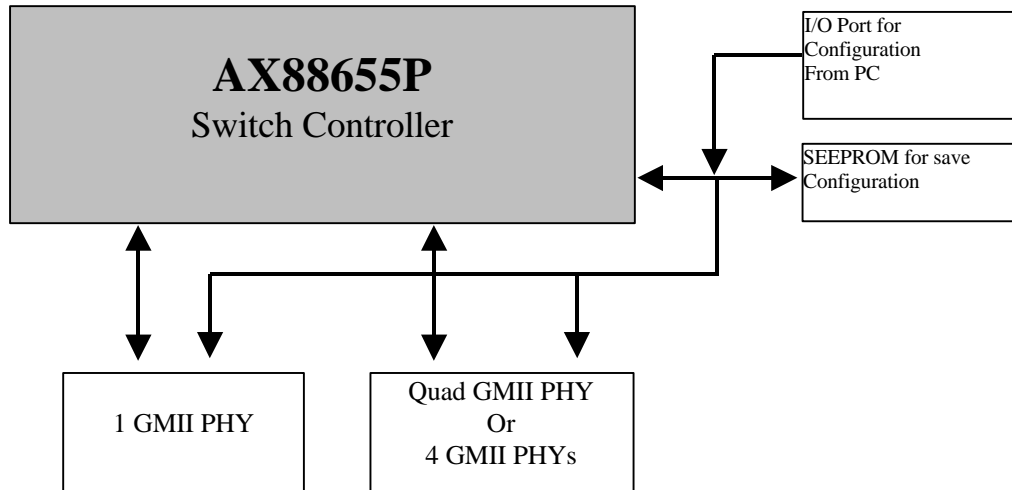 AX88655P
Switch Controller
I/O Port for
Configuration
From PC
SEEPROM for save
Configuration
1 GMII PHY
Quad GMII PHY
Or
4 GMII PHYs